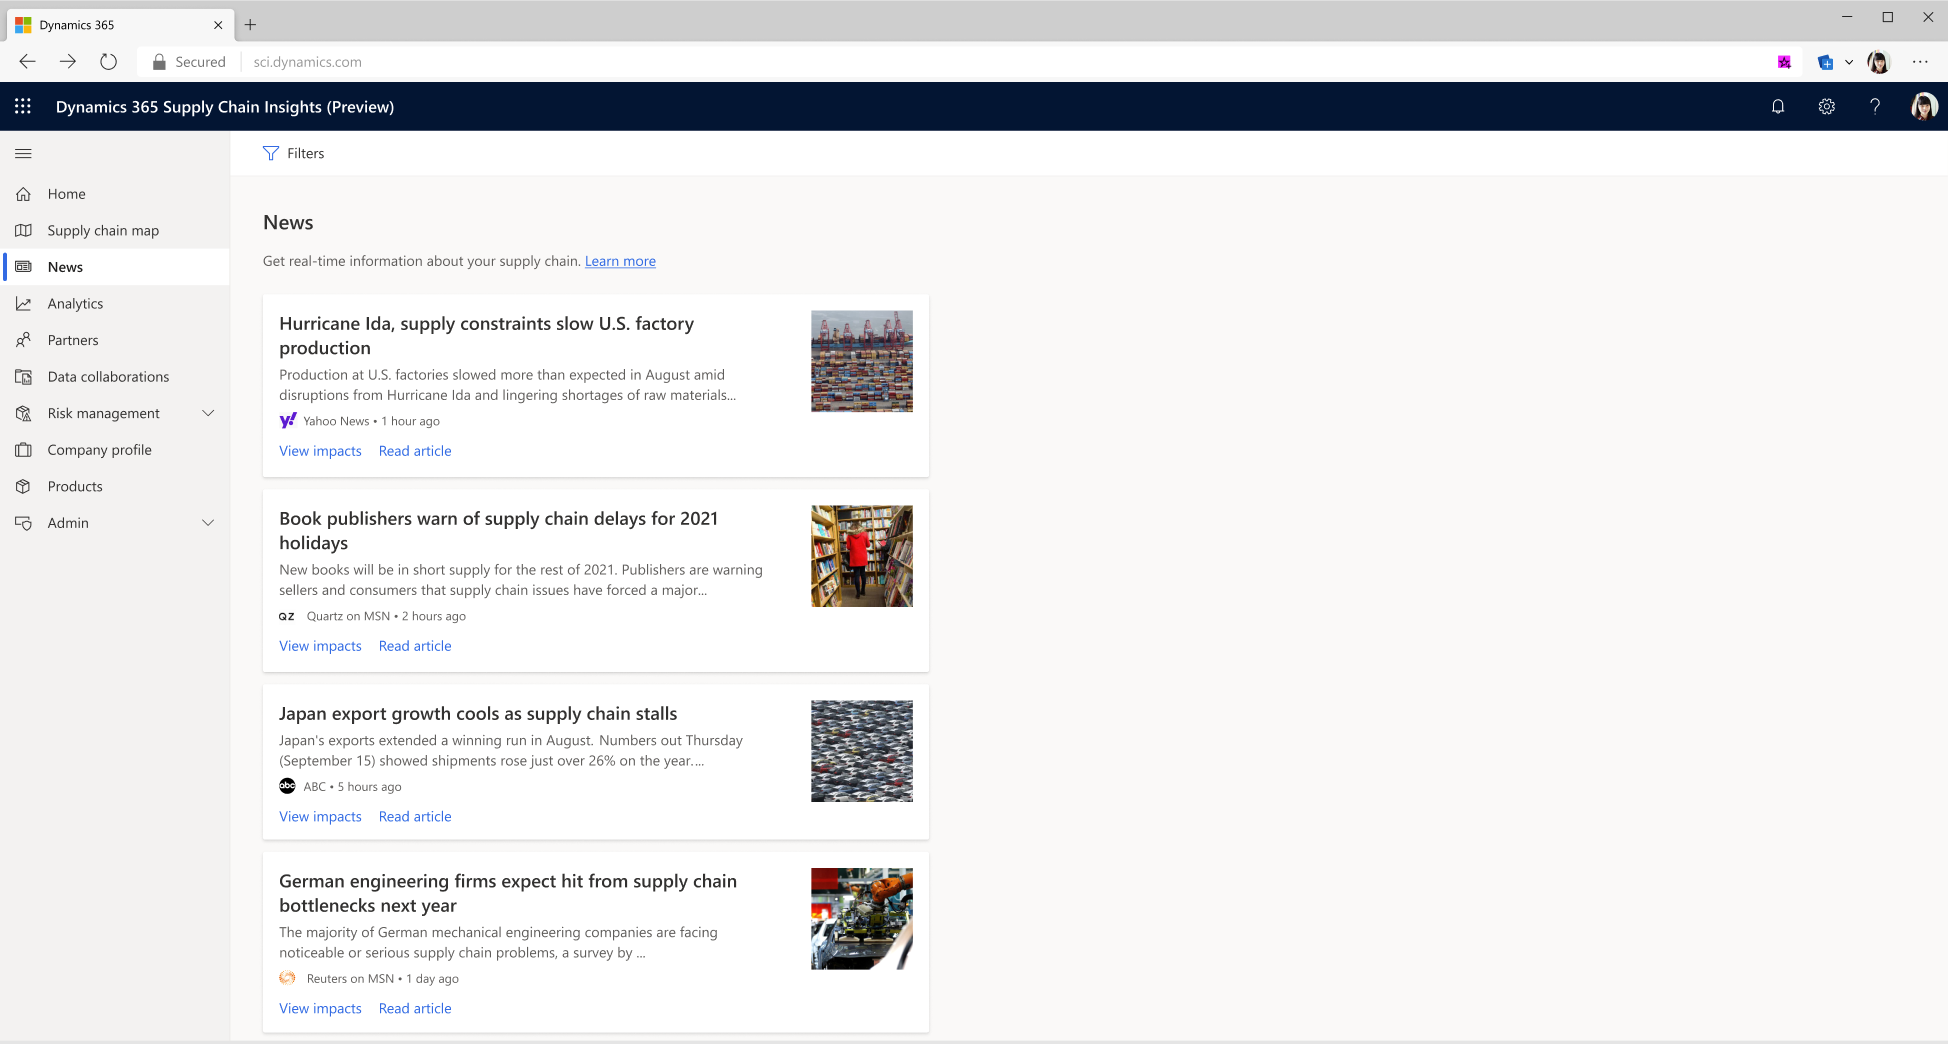 Dynamics 365
Secured
sci.dynamics.com
Dynamics 365 Supply Chain Insights (Preview)
Filters
Home
Supply chain map
News
Analytics
Partners
Data collaborations
Risk management
Company profile
Products
Admin
News
Get real-time information about your supply chain. Learn more
Hurricane Ida, supply constraints slow U.S. factory
production
Production at U.S. factories slowed more than expected in August amid
disruptions from Hurricane Ida and lingering shortages of raw materials...
y! Yahoo News • 1 hour ago
View impacts Read article
Book publishers warn of supply chain delays for 2021
holidays
New books will be in short supply for the rest of 2021. Publishers are warning
sellers and consumers that supply chain issues have forced a major...
QZ Quartz on MSN • 2 hours ago
View impacts Read article
Japan export growth cools as supply chain stalls
Japan's exports extended a winning run in August. Numbers out Thursday
(September 15) showed shipments rose just over 26% on the year....
abc ABC • 5 hours ago
View impacts Read article
German engineering firms expect hit from supply chain
bottlenecks next year
The majority of German mechanical engineering companies are facing
noticeable or serious supply chain problems, a survey by ...
Reuters on MSN • 1 day ago
View impacts Read article